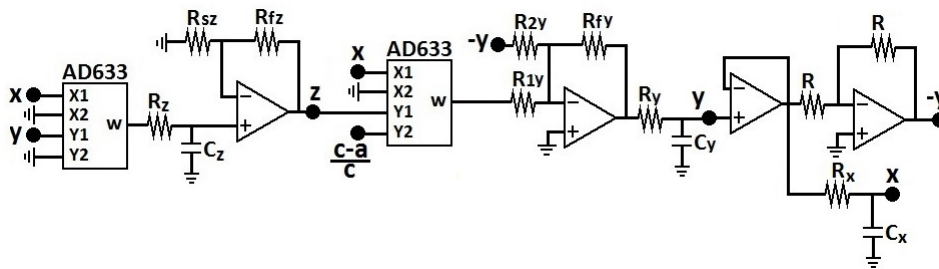 Rsz
Rfz
AD633
x
X1
X2
y
Y1
Y2
W
Rz
Cz
z
AD633
x
X1
X2
Y1
Y2
W
c-a
c
-y
R2y
Rfy
R1y
Ry
y
Cy
R
R
-y
Rx
x
Cx